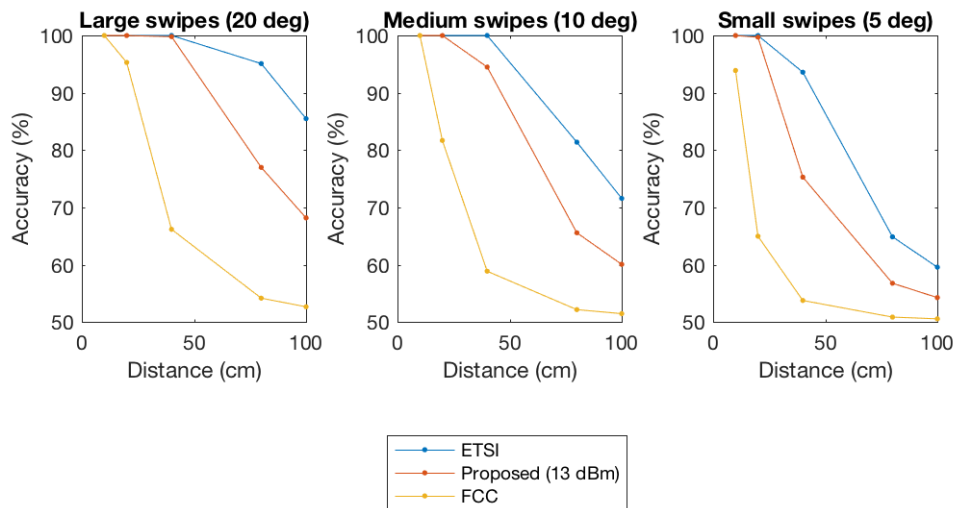 Large swipes (20 deg)
100
90
80
70
60
50
Accuracy (%)
0
50
100
Distance (cm)
Medium swipes (10 deg)
100
90
80
70
60
50
Accuracy (%)
0
50
100
Distance (cm)
Small swipes (5 deg)
100
90
80
70
60
50
Accuracy (%)
0
50
100
Distance (cm)
ETSI
Proposed (13 dBm)
FCC